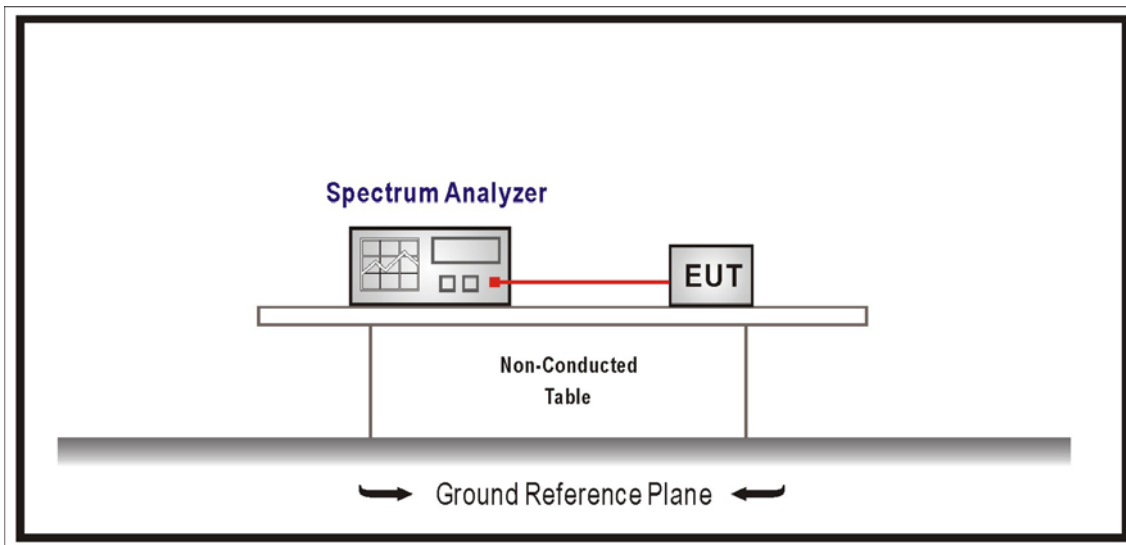 Spectrum Analyzer
EUT
Non-Conducted
Table
Ground Reference Plane